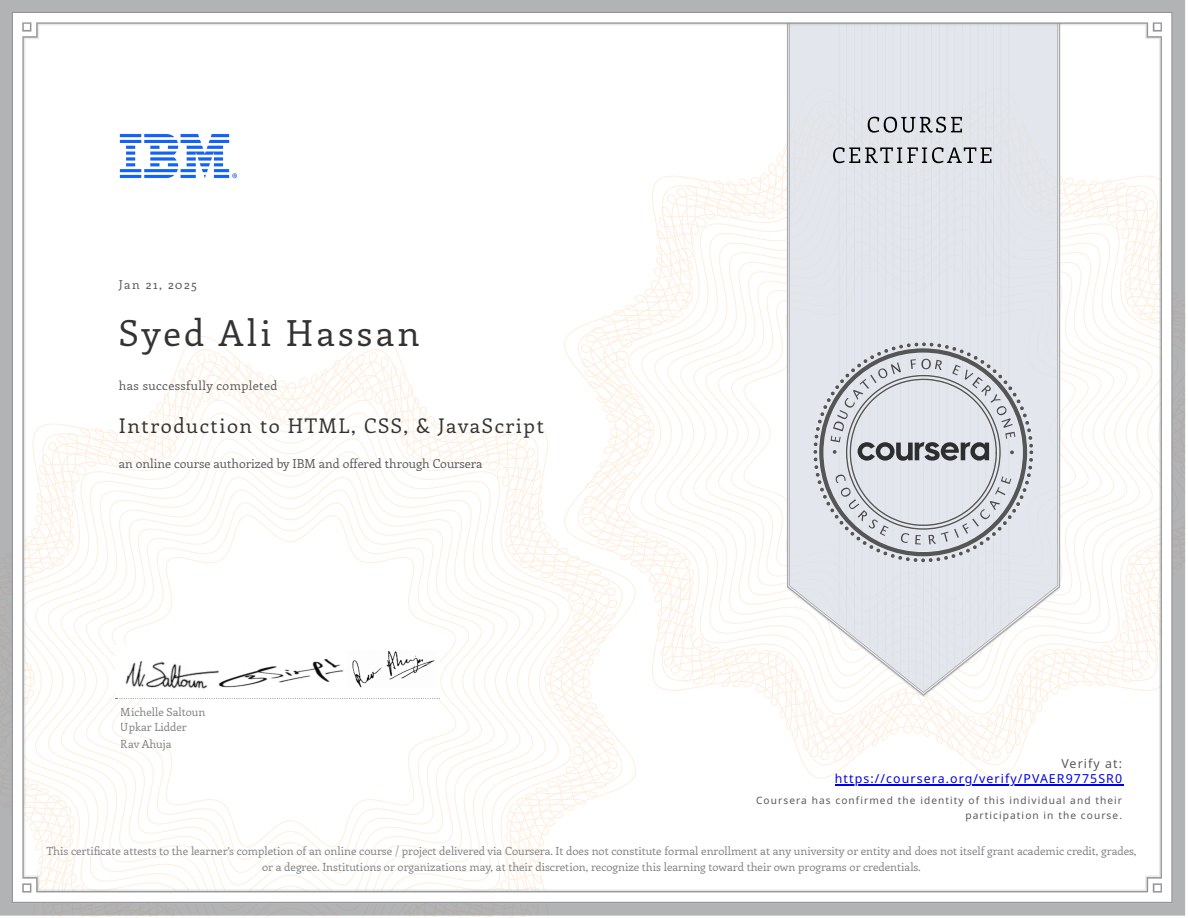 IBM®
COURSE
CERTIFICATE
Jan 21, 2025
Syed Ali Hassan
has successfully completed
Introduction to HTML, CSS, & JavaScript
an online course authorized by IBM and offered through Coursera
EDUCATION FOR EVERYONE
coursera
COURSE CERTIFICATE
M. Saltoun
Rav Ahuja
Michelle Saltoun
Upkar Lidder
Rav Ahuja
Verify at:
https://coursera.org/verify/PVAER9775SR0
Coursera has confirmed the identity of this individual and their
participation in the course.
This certificate attests to the learner's completion of an online course / project delivered via Coursera. It does not constitute formal enrollment at any university or entity and does not itself grant academic credit, grades,
or a degree. Institutions or organizations may, at their discretion, recognize this learning toward their own programs or credentials.